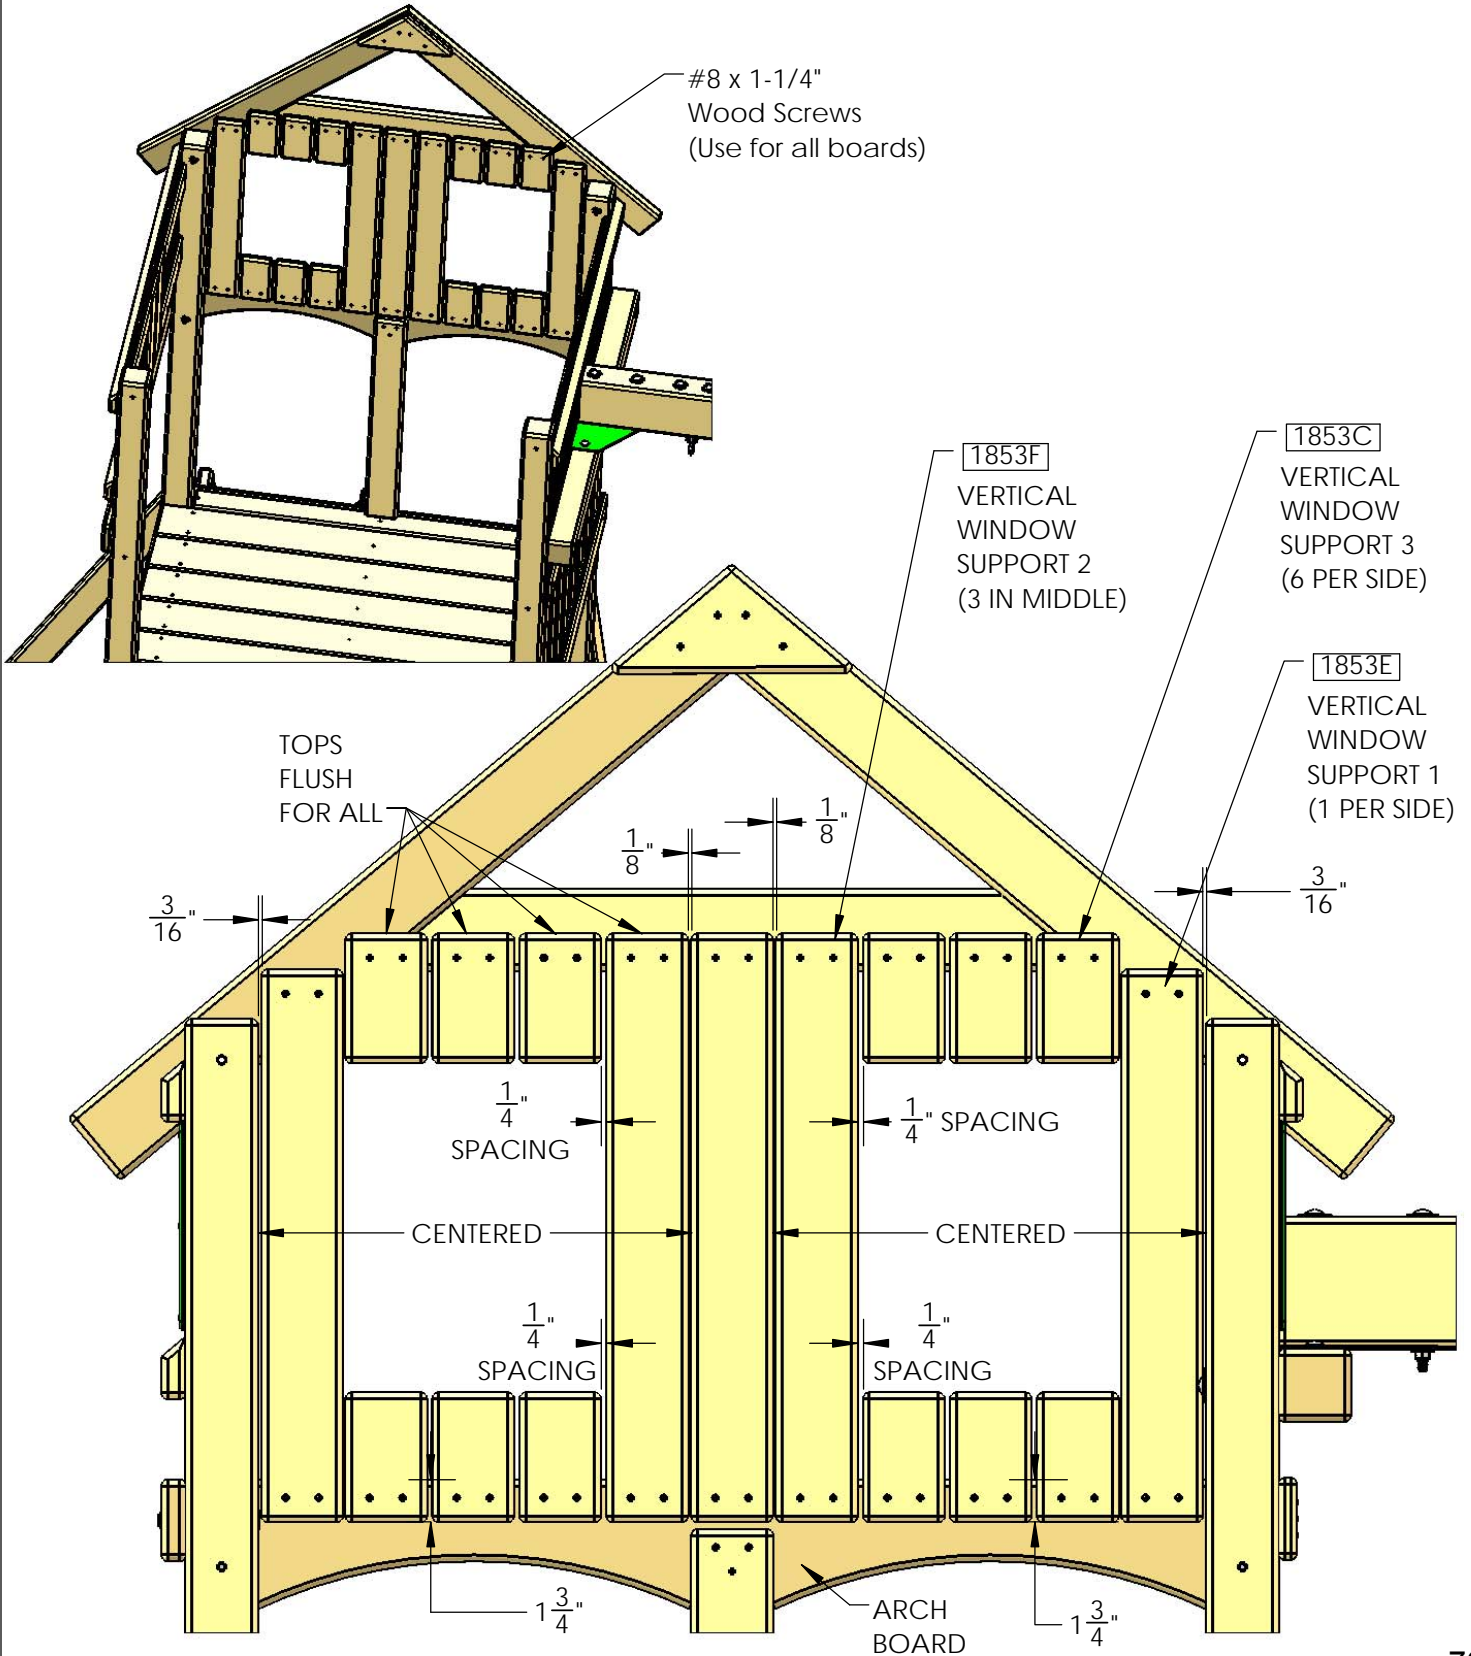 #8 x 1-1/4"
Wood Screws
(Use for all boards)
1853F
VERTICAL
WINDOW
SUPPORT 2
(3 IN MIDDLE)
1853C
VERTICAL
WINDOW
SUPPORT 3
(6 PER SIDE)
1853E
VERTICAL
WINDOW
SUPPORT 1
(1 PER SIDE)
TOPS
FLUSH
FOR ALL
1/8"
1/8"
3/16"
3/16"
1/4"
SPACING
1/4" SPACING
CENTERED
CENTERED
1/4"
SPACING
1/4"
SPACING
1 3/4"
1 3/4"
ARCH
BOARD